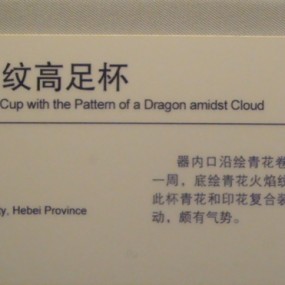 纹高足杯
Cup with the Pattern of a Dragon amidst Cloud
器内口沿绘青花卷
一周，底绘青花火焰纹
此杯青花和印花复合装
ty, Hebei Province
动，颇有气势。